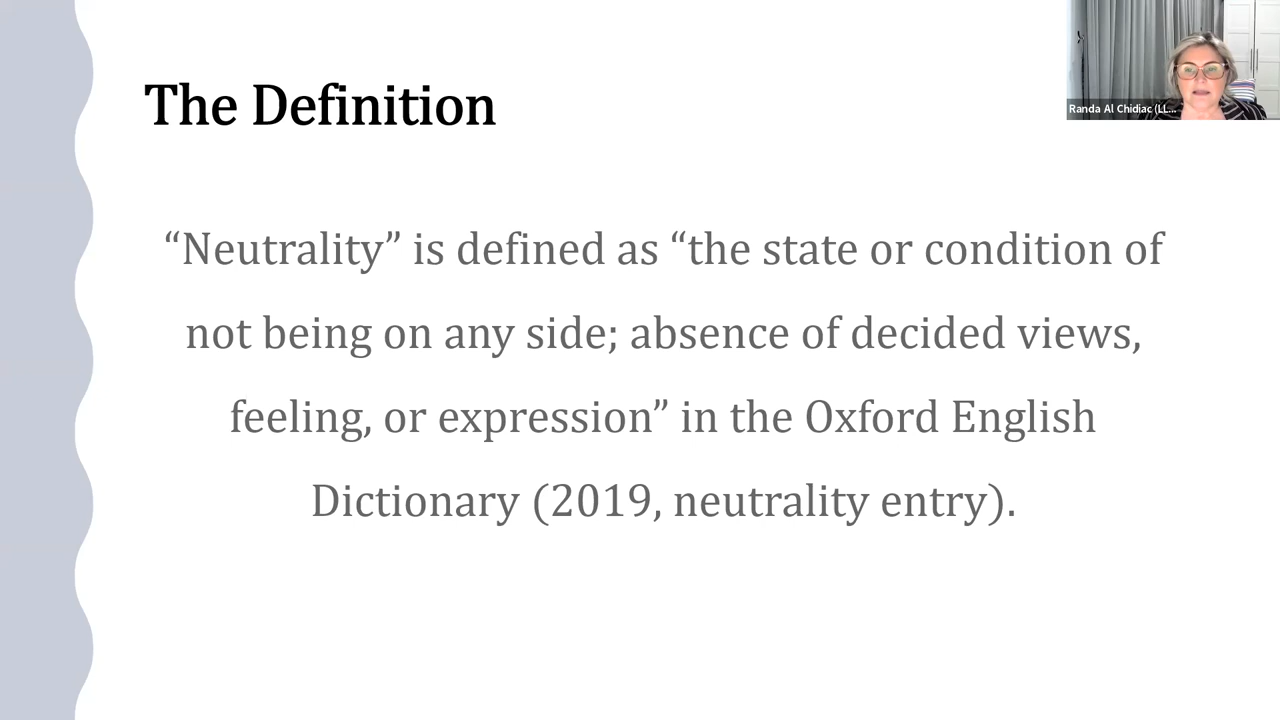 The Definition
Randa Al Chidiac (LL...
“Neutrality” is defined as “the state or condition of
not being on any side; absence of decided views,
feeling, or expression” in the Oxford English
Dictionary (2019, neutrality entry).